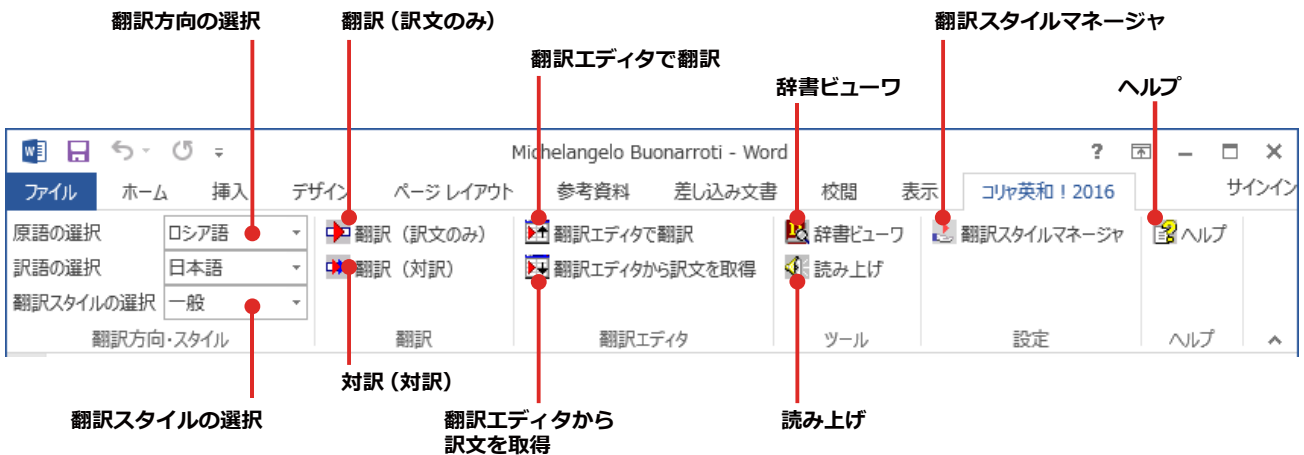 翻訳方向の選択
翻訳（訳文のみ）
翻訳スタイルマネージャ
翻訳エディタで翻訳
辞書ビューワ
ヘルプ
Michelangelo Buonarroti - Word
ファイル ホーム 挿入 デザイン ページ レイアウト 参考資料 差し込み文書 校閲 表示 コリャ英和！2016 サインイン
原語の選択 ロシア語 翻訳（訳文のみ） 翻訳エディタで翻訳 辞書ビューワ 翻訳スタイルマネージャ ヘルプ
訳語の選択 日本語 翻訳（対訳） 翻訳エディタから訳文を取得 読み上げ
翻訳スタイルの選択 一般
翻訳方向・スタイル 翻訳 翻訳エディタ ツール 設定 ヘルプ
対訳（対訳）
翻訳スタイルの選択
翻訳エディタから
訳文を取得
読み上げ